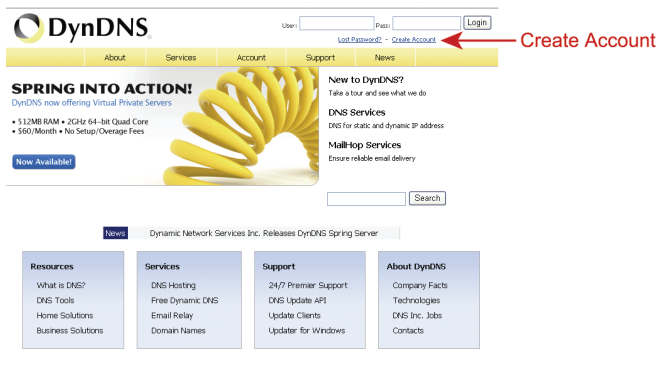 DynDNS
User: Pass: Login
Lost Password? - Create Account
Create Account
About Services Account Support News
SPRING INTO ACTION!
DynDNS now offering Virtual Private Servers
• 512MB RAM • 2GHz 64-bit Quad Core
• $60/Month • No Setup/Overage Fees
Now Available!
New to DynDNS?
Take a tour and see what we do
DNS Services
DNS for static and dynamic IP address
MailHop Services
Ensure reliable email delivery
Search
News Dynamic Network Services Inc. Releases DynDNS Spring Server
Resources
What is DNS?
DNS Tools
Home Solutions
Business Solutions
Services
DNS Hosting
Free Dynamic DNS
Email Relay
Domain Names
Support
24/7 Premier Support
DNS Update API
Update Clients
Updater for Windows
About DynDNS
Company Facts
Technologies
DNS Inc. Jobs
Contacts